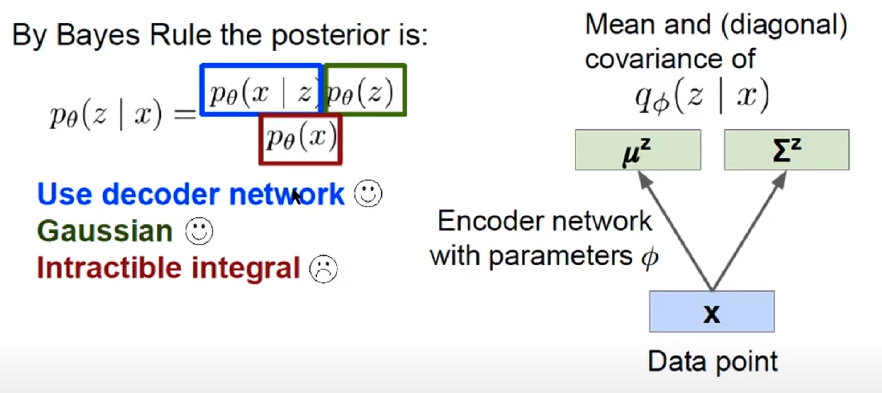 By Bayes Rule the posterior is:
pθ(z | x) = pθ(x | z) pθ(z) / pθ(x)
Use decoder network
Gaussian
Intractible integral
Mean and (diagonal)
covariance of
qϕ(z | x)
μᶻ Σᶻ
Encoder network
with parameters ϕ
x
Data point